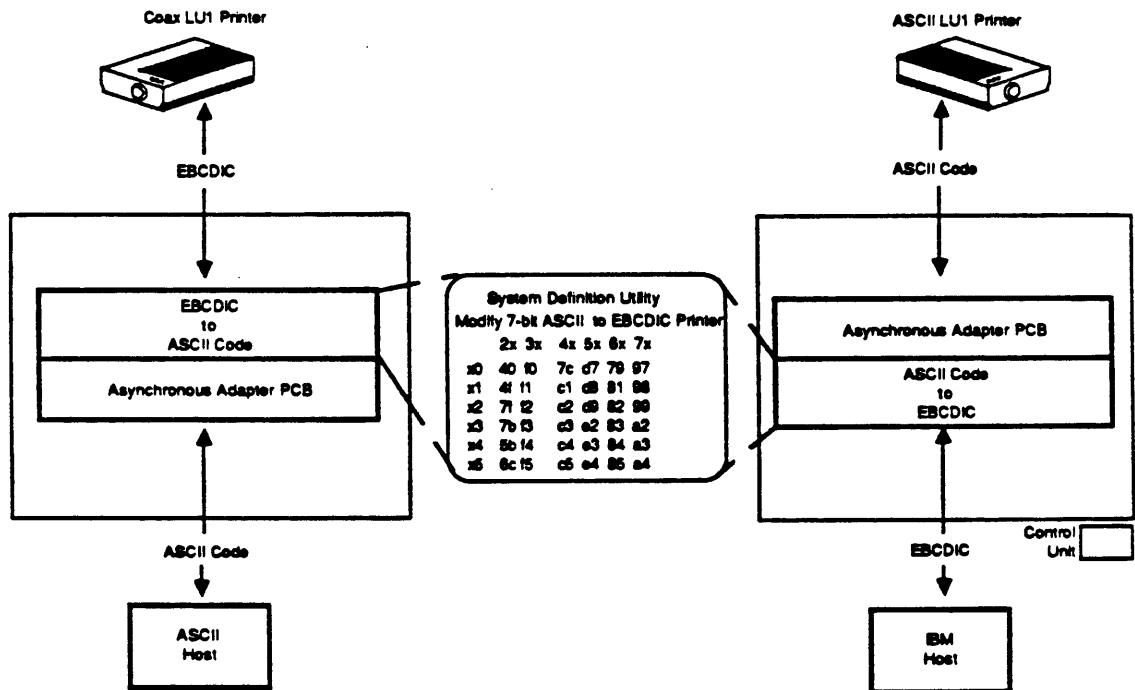 Coax LU1 Printer
ASCII LU1 Printer
EBCDIC
ASCII Code
EBCDIC
to
ASCII Code
Asynchronous Adapter PCB
System Definition Utility
Modify 7-bit ASCII to EBCDIC Printer
2x 3x 4x 5x 6x 7x
x0 40 f0 7c d7 79 97
x1 4f f1 c1 d8 81 98
x2 7f f2 c2 d9 82 99
x3 7b f3 c3 e2 83 a2
x4 5b f4 c4 e3 84 a3
x5 6c f5 c5 e4 85 a4
Asynchronous Adapter PCB
ASCII Code
to
EBCDIC
ASCII Code
EBCDIC
Control
Unit
ASCII
Host
IBM
Host